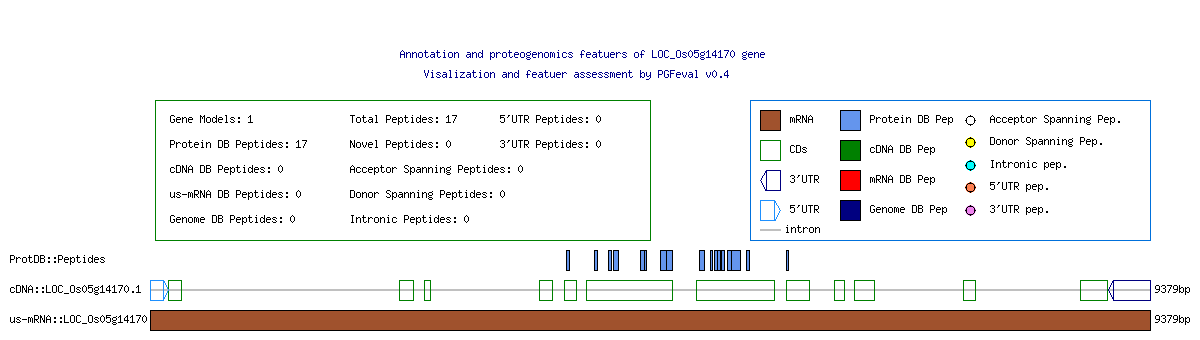 Annotation and proteogenomics featuers of LOC_Os05g14170 gene
Visalization and featuer assessment by PGFeval v0.4
Gene Models: 1 Total Peptides: 17 5'UTR Peptides: 0
Protein DB Peptides: 17 Novel Peptides: 0 3'UTR Peptides: 0
cDNA DB Peptides: 0 Acceptor Spanning Peptides: 0
us-mRNA DB Peptides: 0 Donor Spanning Peptides: 0
Genome DB Peptides: 0 Intronic Peptides: 0
mRNA Protein DB Pep Acceptor Spanning Pep.
CDs cDNA DB Pep Donor Spanning Pep.
3'UTR mRNA DB Pep Intronic pep.
5'UTR Genome DB Pep 5'UTR pep.
intron 3'UTR pep.
ProtDB::Peptides
cDNA::LOC_Os05g14170.1 9379bp
us-mRNA::LOC_Os05g14170 9379bp